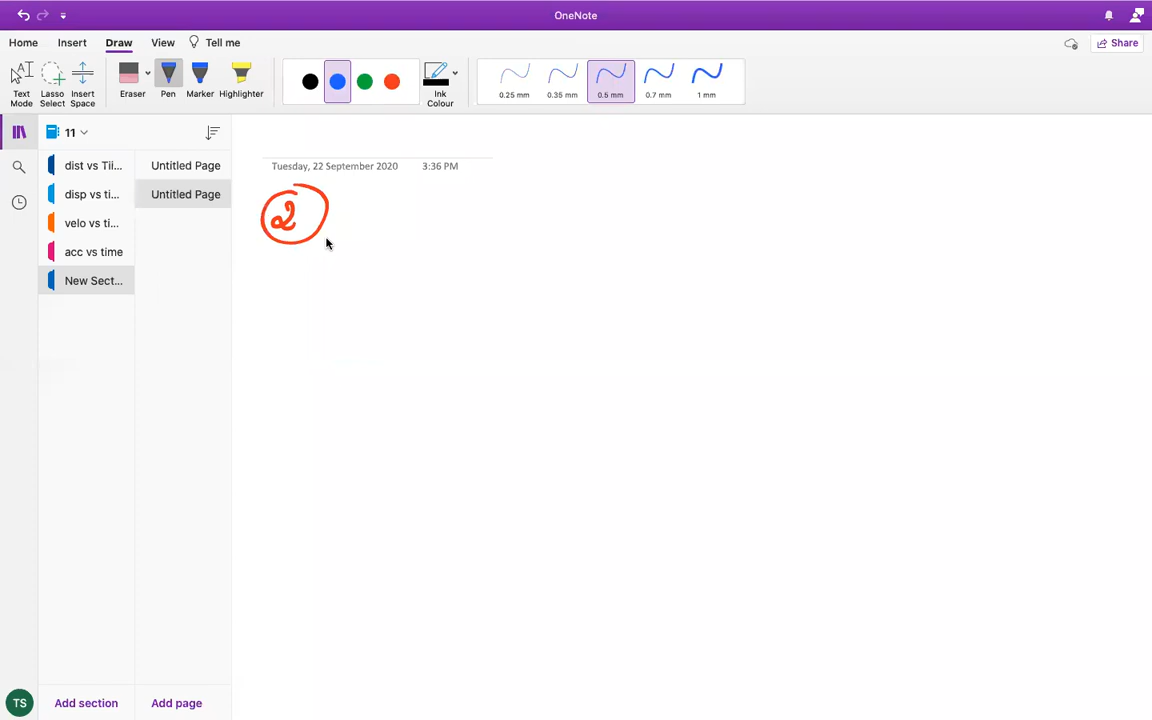 OneNote
Home Insert Draw View Tell me Share
Text Mode Lasso Select Insert Space Eraser Pen Marker Highlighter Ink Colour 0.25 mm 0.35 mm 0.5 mm 0.7 mm 1 mm
11
dist vs Tii... Untitled Page Tuesday, 22 September 2020 3:36 PM
disp vs ti... Untitled Page
2
velo vs ti...
acc vs time
New Sect...
TS Add section Add page